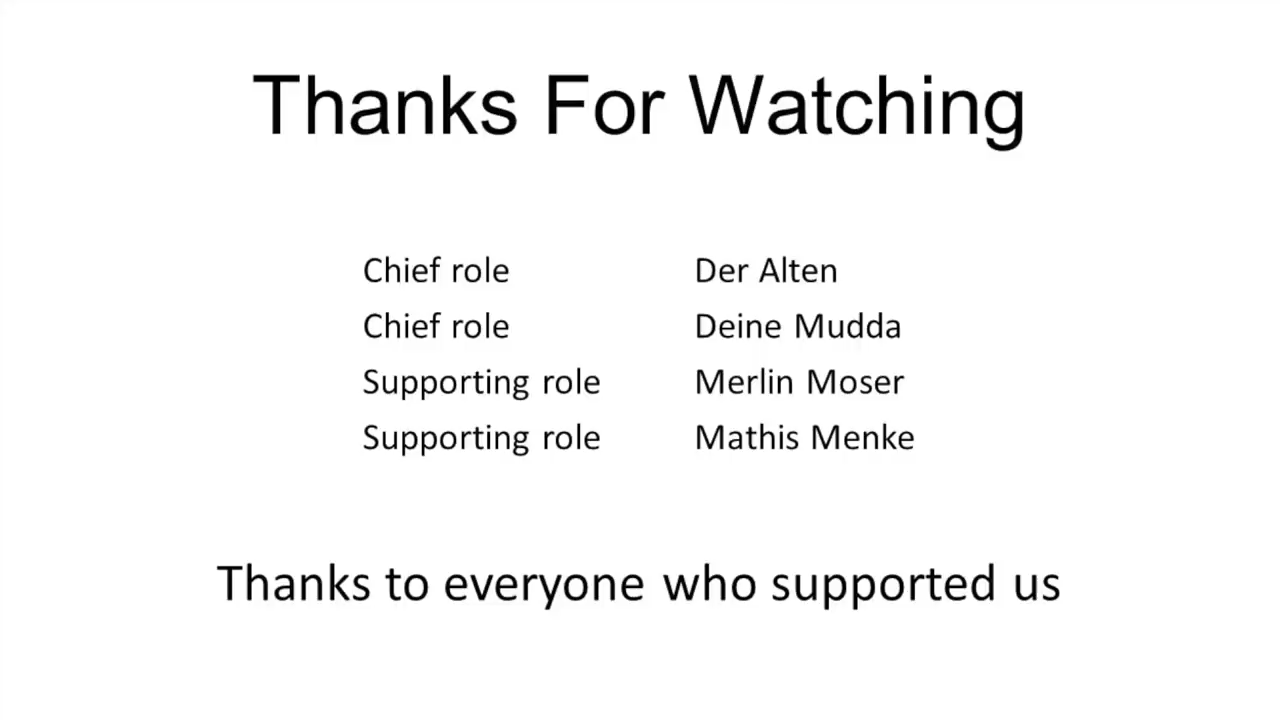 Thanks For Watching
Chief role Der Alten
Chief role Deine Mudda
Supporting role Merlin Moser
Supporting role Mathis Menke
Thanks to everyone who supported us